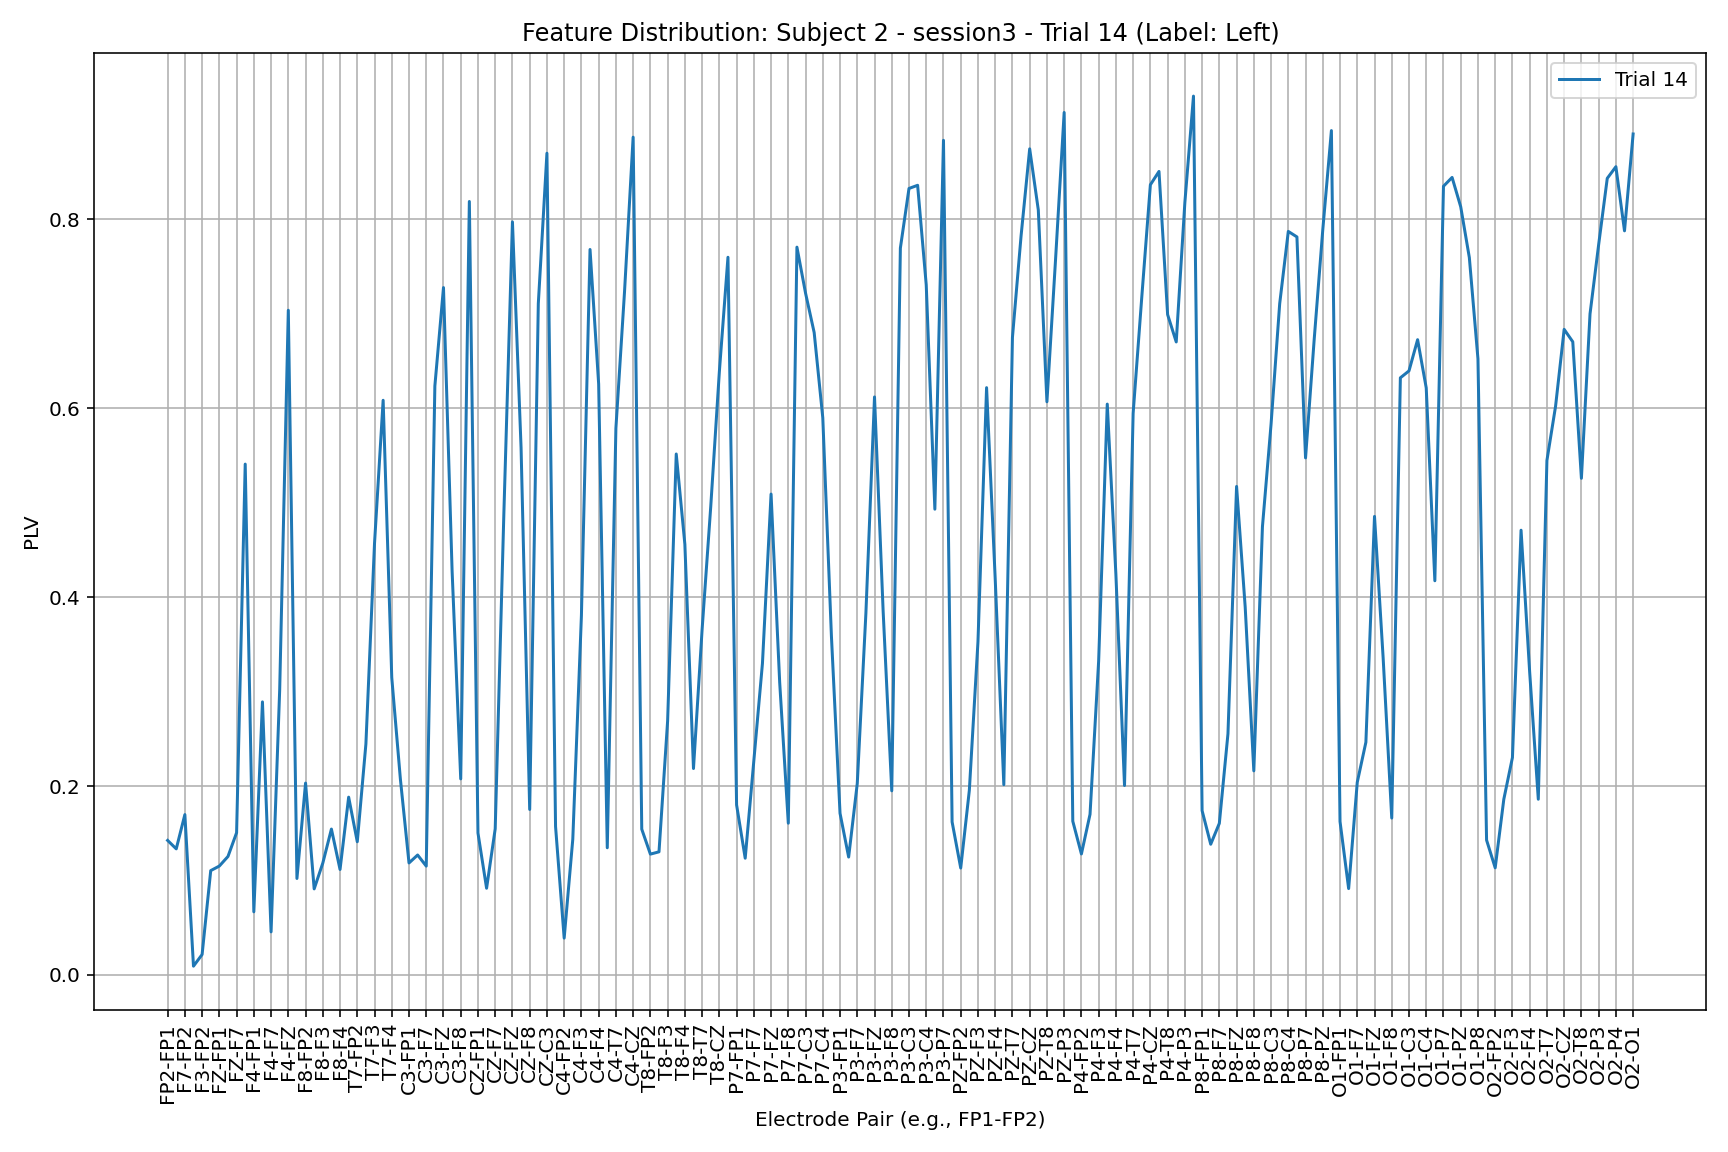 Feature Distribution: Subject 2 - session3 - Trial 14 (Label: Left)
Trial 14
PLV
0.8
0.6
0.4
0.2
0.0
FP2-FP1
F7-FP2
F3-FP2
FZ-FP1
FZ-F7
F4-FP1
F4-F7
F4-FZ
F8-FP2
F8-F3
F8-F4
T7-FP2
T7-F3
T7-F4
C3-FP1
C3-F7
C3-FZ
C3-F8
CZ-FP1
CZ-F7
CZ-FZ
CZ-F8
CZ-C3
C4-FP2
C4-F3
C4-F4
C4-T7
C4-CZ
T8-FP2
T8-F3
T8-F4
T8-T7
T8-CZ
P7-FP1
P7-F7
P7-FZ
P7-F8
P7-C3
P7-C4
P3-FP1
P3-F7
P3-FZ
P3-F8
P3-C3
P3-C4
P3-P7
PZ-FP2
PZ-F3
PZ-F4
PZ-T7
PZ-CZ
PZ-T8
PZ-P3
P4-FP2
P4-F3
P4-F4
P4-T7
P4-CZ
P4-T8
P4-P3
P8-FP1
P8-F7
P8-FZ
P8-F8
P8-C3
P8-C4
P8-P7
P8-PZ
O1-FP1
O1-F7
O1-FZ
O1-F8
O1-C3
O1-C4
O1-P7
O1-PZ
O1-P8
O2-FP2
O2-F3
O2-F4
O2-T7
O2-CZ
O2-T8
O2-P3
O2-P4
O2-O1
Electrode Pair (e.g., FP1-FP2)